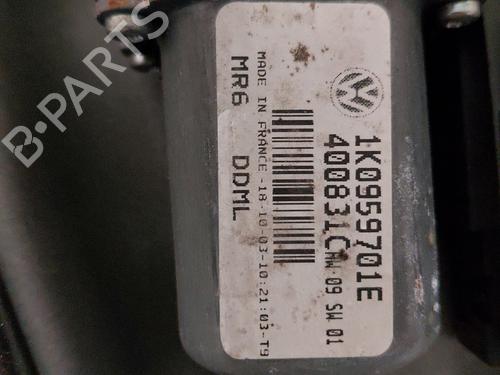 1K0959701E
400831C HW 09 SW 01
MADE IN FRANCE-18-10-03-10:21:03-T9
MR6 DDML
B-PARTS